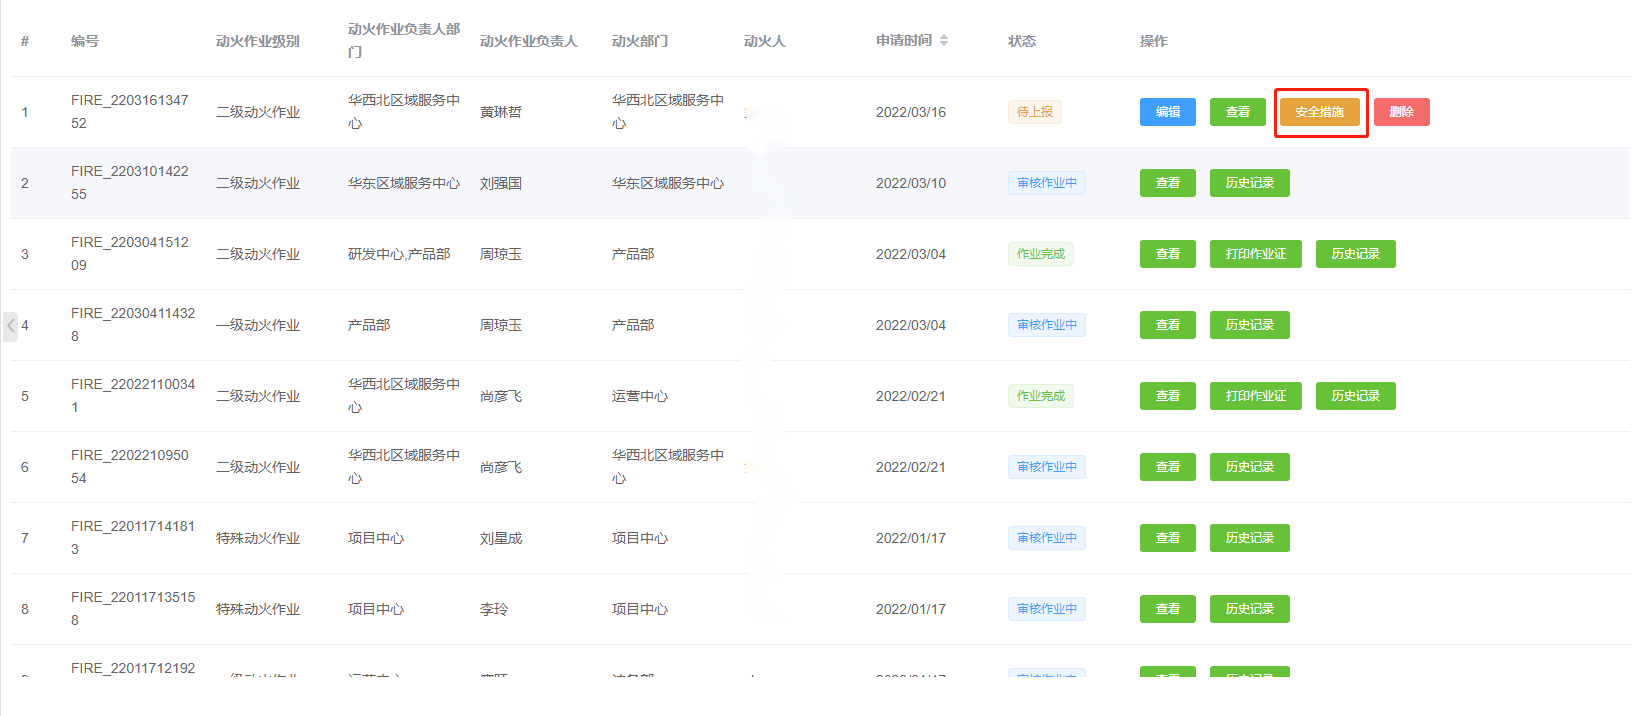 # 编号 动火作业级别 动火作业负责人部门 动火作业负责人 动火部门 动火人 申请时间 状态 操作
1 FIRE_220316134752 二级动火作业 华西北区域服务中心 黄琳哲 华西北区域服务中心 2022/03/16 待上报 编辑 查看 安全措施 删除
2 FIRE_220310142255 二级动火作业 华东区域服务中心 刘强国 华东区域服务中心 2022/03/10 审核作业中 查看 历史记录
3 FIRE_220304151209 二级动火作业 研发中心,产品部 周琼玉 产品部 2022/03/04 作业完成 查看 打印作业证 历史记录
4 FIRE_220304114328 一级动火作业 产品部 周琼玉 产品部 2022/03/04 审核作业中 查看 历史记录
5 FIRE_220221100341 二级动火作业 华西北区域服务中心 尚彦飞 运营中心 2022/02/21 作业完成 查看 打印作业证 历史记录
6 FIRE_220221095054 二级动火作业 华西北区域服务中心 尚彦飞 华西北区域服务中心 2022/02/21 审核作业中 查看 历史记录
7 FIRE_220117141813 特殊动火作业 项目中心 刘星成 项目中心 2022/01/17 审核作业中 查看 历史记录
8 FIRE_220117135158 特殊动火作业 项目中心 李玲 项目中心 2022/01/17 审核作业中 查看 历史记录
FIRE_22011712192